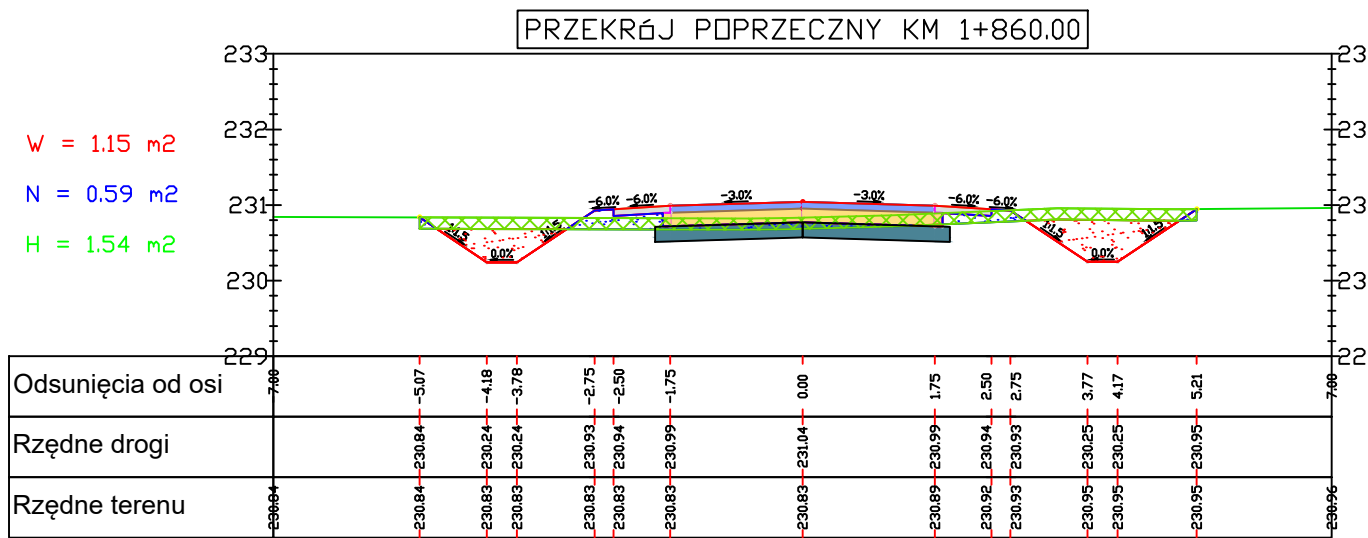 PRZEKRóJ POPRZECZNY KM 1+860.00
233 23
W = 1.15 m2
232 23
N = 0.59 m2
231 23
-6.0% -6.0% -3.0% -3.0% -6.0% -6.0%
H = 1.54 m2
1:1.5 1:1.5 1:1.5 1:1.5
0.0% 0.0%
230 23
229 22
Odsunięcia od osi 7.00 -5.07 -4.18 -3.78 -2.75 -2.50 -1.75 0.00 1.75 2.50 2.75 3.77 4.17 5.21 7.00
Rzędne drogi 230.84 230.24 230.24 230.93 230.94 230.99 231.04 230.99 230.94 230.93 230.25 230.25 230.95
Rzędne terenu 230.84 230.84 230.83 230.83 230.83 230.83 230.83 230.83 230.89 230.92 230.93 230.95 230.95 230.95 230.96